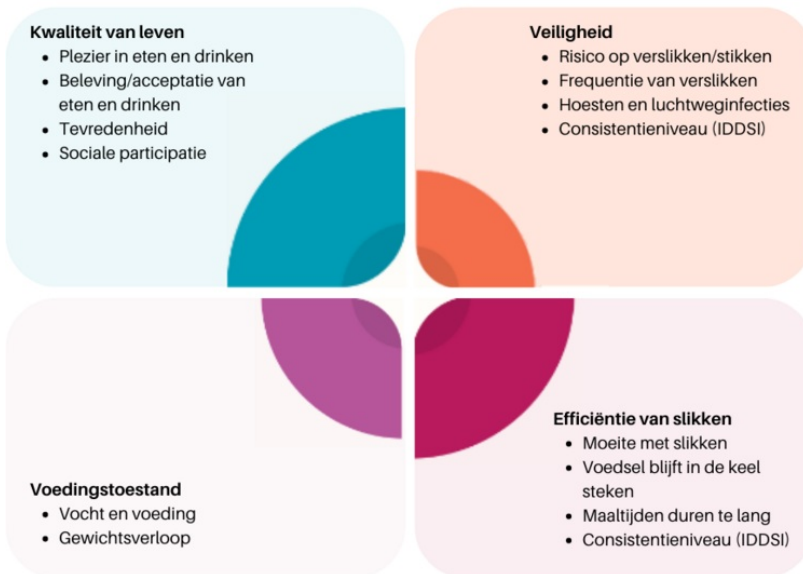 Kwaliteit van leven
• Plezier in eten en drinken
• Beleving/acceptatie van
eten en drinken
• Tevredenheid
• Sociale participatie
Veiligheid
• Risico op verslikken/stikken
• Frequentie van verslikken
• Hoesten en luchtweginfecties
• Consistentieniveau (IDDSI)
Voedingstoestand
• Vocht en voeding
• Gewichtsverloop
Efficiëntie van slikken
• Moeite met slikken
• Voedsel blijft in de keel
steken
• Maaltijden duren te lang
• Consistentieniveau (IDDSI)